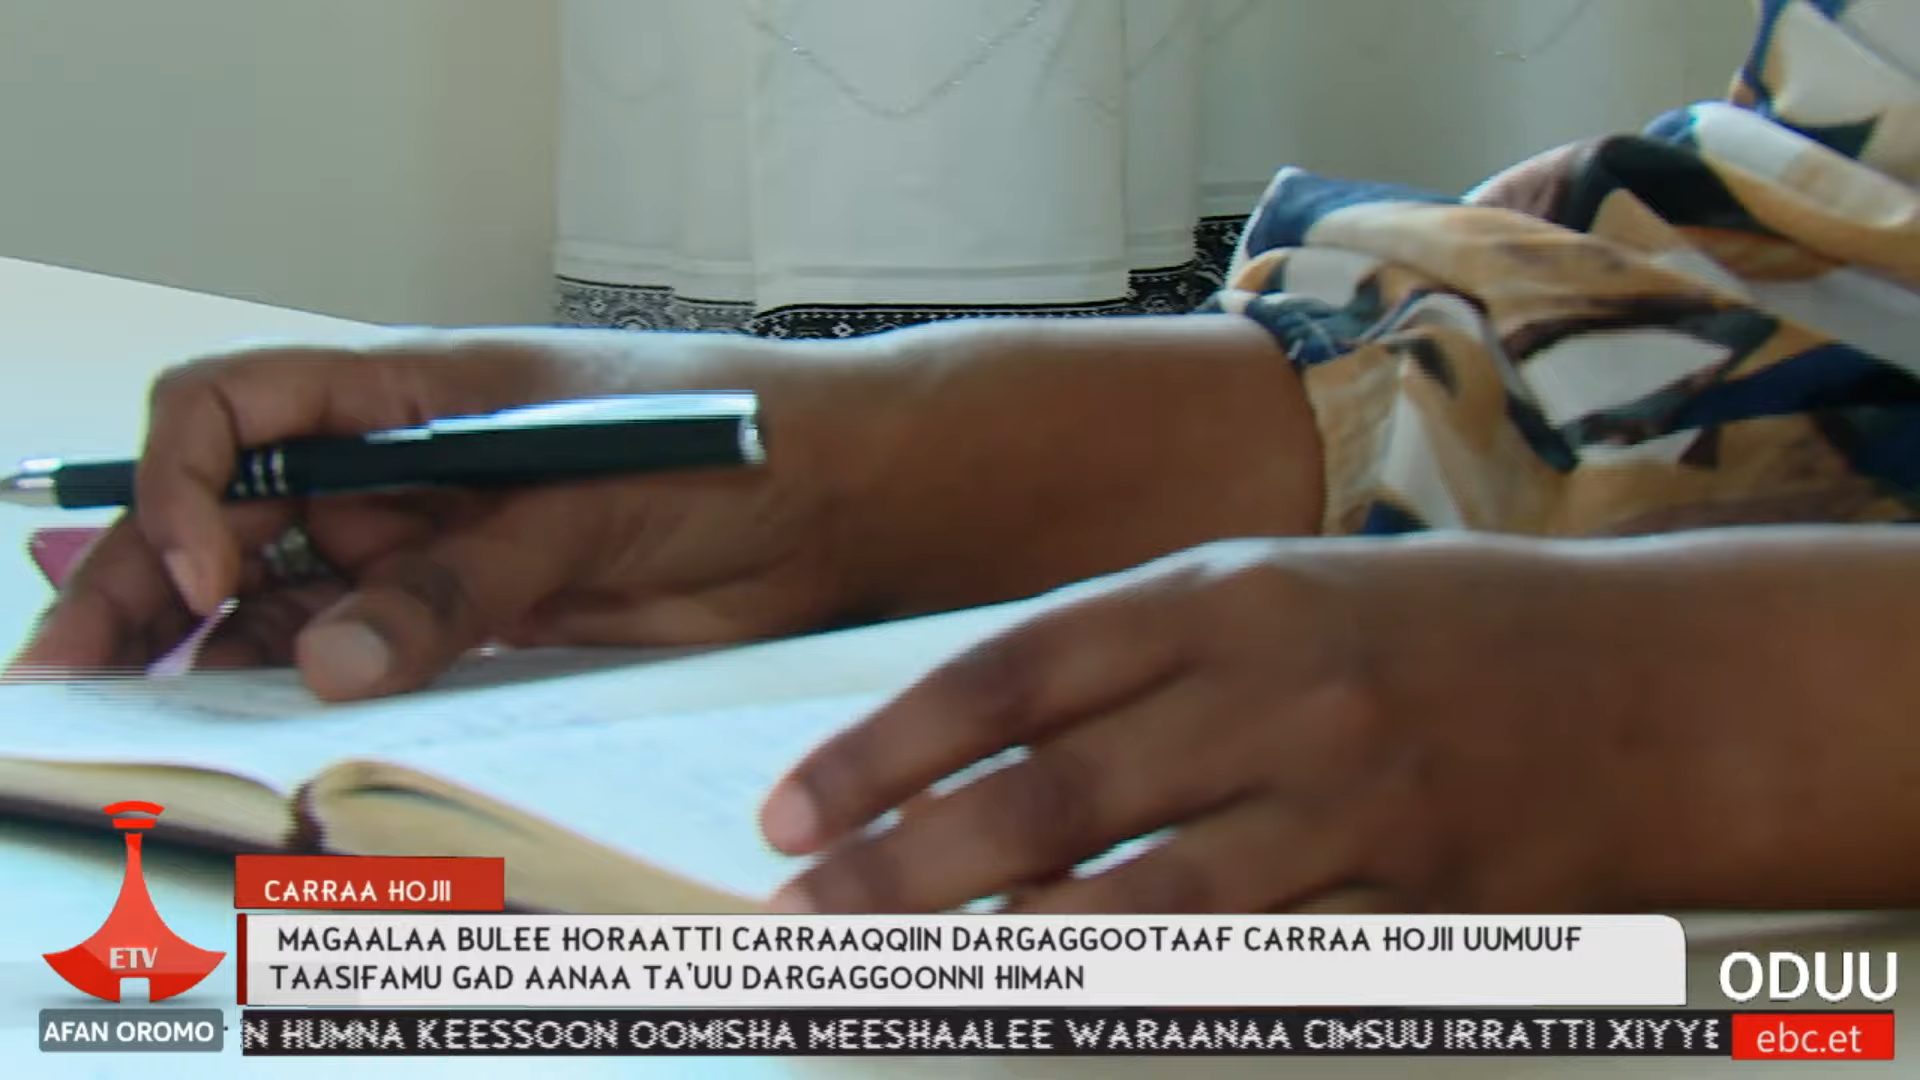 CARRAA HOJII
MAGAALAA BULEE HORAATTI CARRAAQQIIN DARGAGGOOTAAF CARRAA HOJII UUMUUF
TAASIFAMU GAD AANAA TA'UU DARGAGGOONNI HIMAN
ETV
ODUU
AFAN OROMO
N HUMNA KEESSOON OOMISHA MEESHAALEE WARAANAA CIMSUU IRRATTI XIYYE
ebc.et